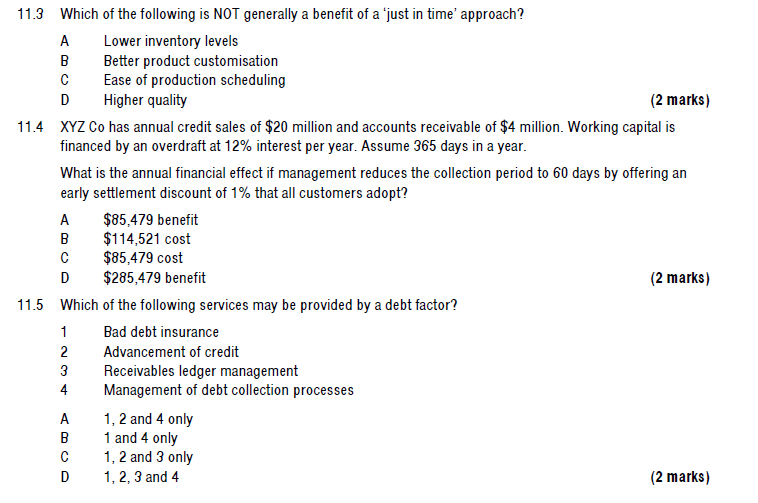 11.3 Which of the following is NOT generally a benefit of a 'just in time' approach?
A Lower inventory levels
B Better product customisation
C Ease of production scheduling
D Higher quality (2 marks)
11.4 XYZ Co has annual credit sales of $20 million and accounts receivable of $4 million. Working capital is
financed by an overdraft at 12% interest per year. Assume 365 days in a year.
What is the annual financial effect if management reduces the collection period to 60 days by offering an
early settlement discount of 1% that all customers adopt?
A $85,479 benefit
B $114,521 cost
C $85,479 cost
D $285,479 benefit (2 marks)
11.5 Which of the following services may be provided by a debt factor?
1 Bad debt insurance
2 Advancement of credit
3 Receivables ledger management
4 Management of debt collection processes
A 1, 2 and 4 only
B 1 and 4 only
C 1, 2 and 3 only
D 1, 2, 3 and 4 (2 marks)